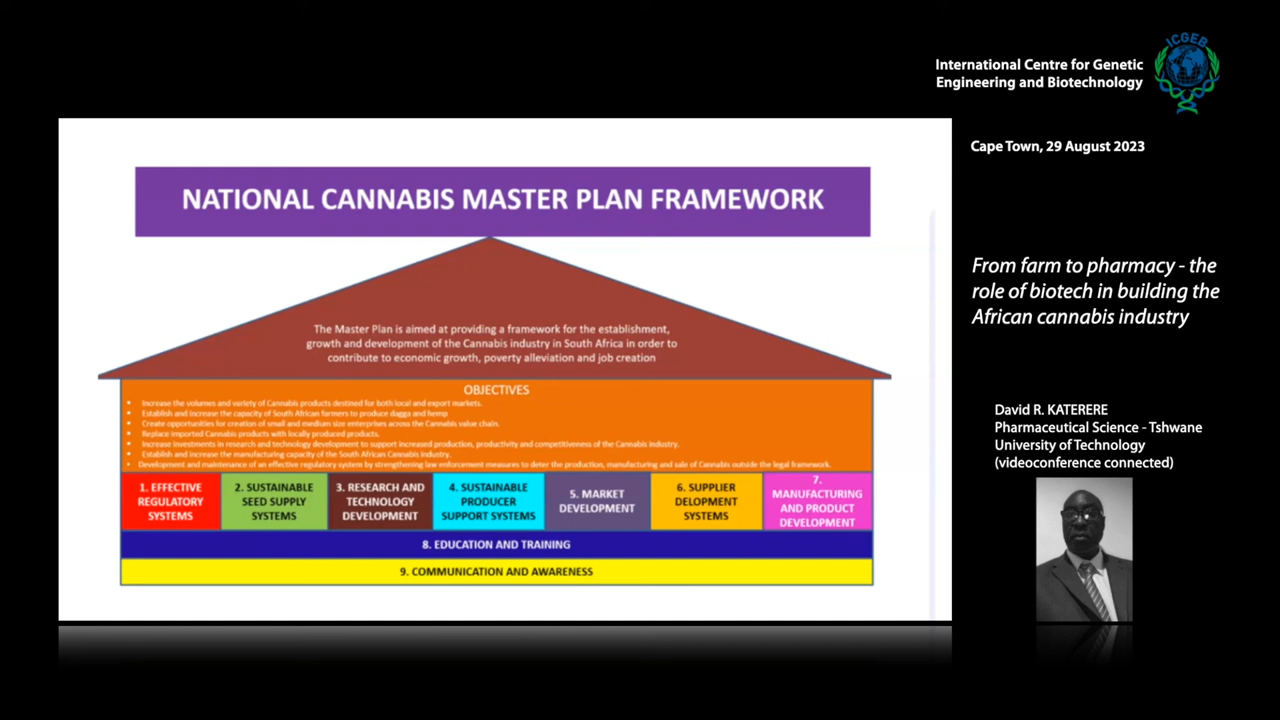 ICGEB
International Centre for Genetic
Engineering and Biotechnology
Cape Town, 29 August 2023
NATIONAL CANNABIS MASTER PLAN FRAMEWORK
The Master Plan is aimed at providing a framework for the establishment,
growth and development of the Cannabis industry in South Africa in order to
contribute to economic growth, poverty alleviation and job creation
OBJECTIVES
• Increase the volumes and variety of Cannabis products destined for both local and export markets.
• Establish and increase the capacity of South African farmers to produce dagga and hemp
• Create opportunities for creation of small and medium size enterprises across the Cannabis value chain.
• Replace imported Cannabis products with locally produced products.
• Increase investments in research and technology development to support increased production, productivity and competitiveness of the Cannabis industry.
• Establish and increase the manufacturing capacity of the South African Cannabis industry.
• Development and maintenance of an effective regulatory system by strengthening law enforcement measures to deter the production, manufacturing and sale of Cannabis outside the legal framework.
1. EFFECTIVE
REGULATORY
SYSTEMS
2. SUSTAINABLE
SEED SUPPLY
SYSTEMS
3. RESEARCH AND
TECHNOLOGY
DEVELOPMENT
4. SUSTAINABLE
PRODUCER
SUPPORT SYSTEMS
5. MARKET
DEVELOPMENT
6. SUPPLIER
DELOPMENT
SYSTEMS
7.
MANUFACTURING
AND PRODUCT
DEVELOPMENT
8. EDUCATION AND TRAINING
9. COMMUNICATION AND AWARENESS
From farm to pharmacy - the
role of biotech in building the
African cannabis industry
David R. KATERERE
Pharmaceutical Science - Tshwane
University of Technology
(videoconference connected)